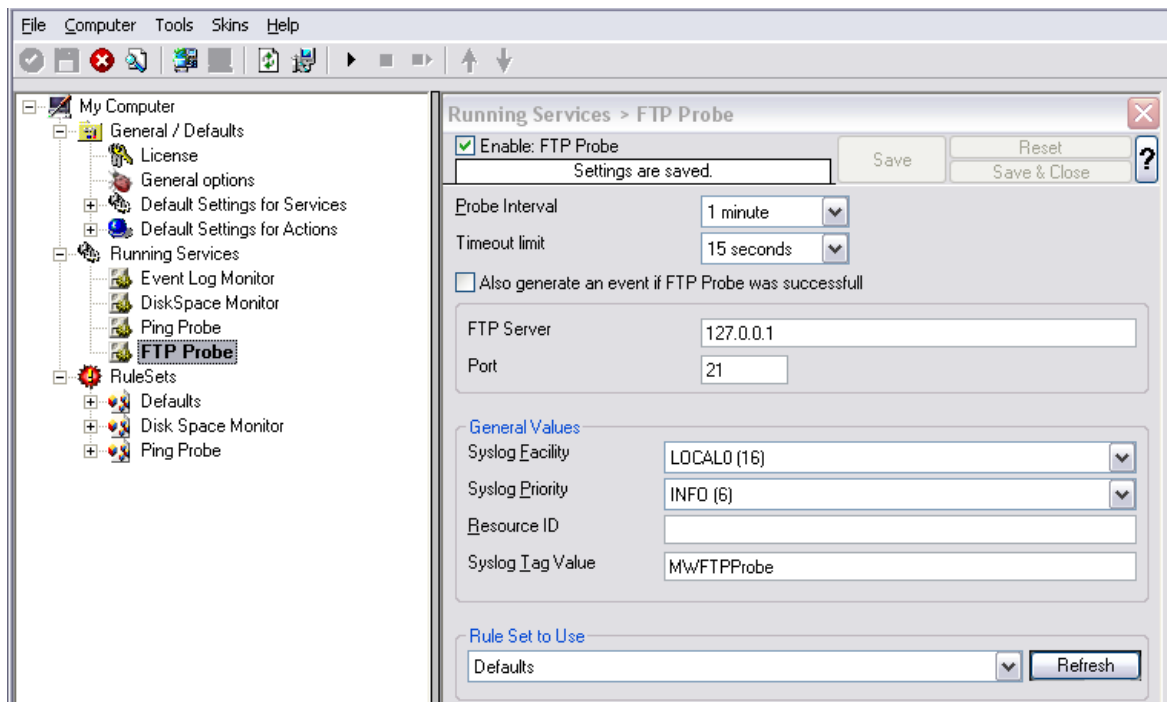 File Computer Tools Skins Help
My Computer
General / Defaults
License
General options
Default Settings for Services
Default Settings for Actions
Running Services
Event Log Monitor
DiskSpace Monitor
Ping Probe
FTP Probe
RuleSets
Defaults
Disk Space Monitor
Ping Probe
Running Services > FTP Probe
Enable: FTP Probe
Settings are saved.
Save
Reset
Save & Close
?
Probe Interval 1 minute
Timeout limit 15 seconds
Also generate an event if FTP Probe was successfull
FTP Server 127.0.0.1
Port 21
General Values
Syslog Facility LOCAL0 (16)
Syslog Priority INFO (6)
Resource ID
Syslog Tag Value MWFTPProbe
Rule Set to Use
Defaults Refresh